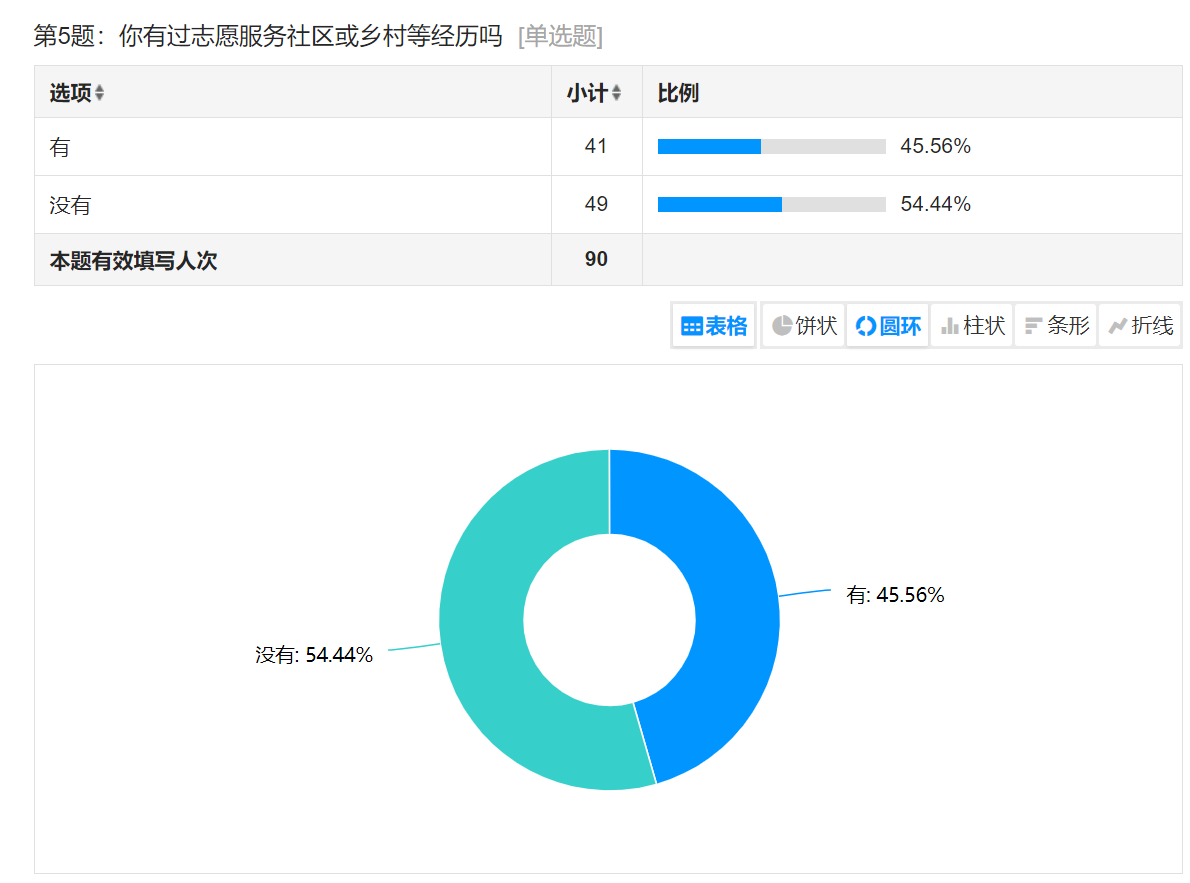 第5题：你有过志愿服务社区或乡村等经历吗 [单选题]
选项 小计 比例
有 41 45.56%
没有 49 54.44%
本题有效填写人次 90
表格 饼状 圆环 柱状 条形 折线
有: 45.56%
没有: 54.44%